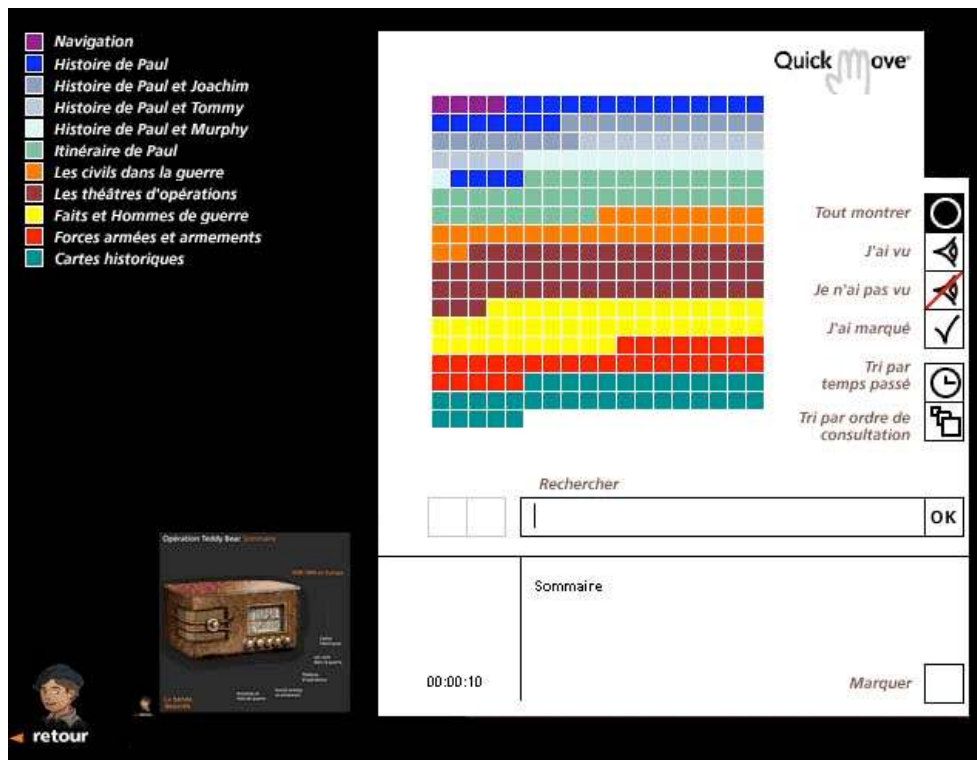 Navigation
Histoire de Paul
Histoire de Paul et Joachim
Histoire de Paul et Tommy
Histoire de Paul et Murphy
Itinéraire de Paul
Les civils dans la guerre
Les théâtres d'opérations
Faits et Hommes de guerre
Forces armées et armements
Cartes historiques
Quick Move
Tout montrer
J'ai vu
Je n'ai pas vu
J'ai marqué
Tri par
temps passé
Tri par ordre de
consultation
Rechercher
OK
Opération Teddy Bear Sommaire
Sommaire
00:00:10
Marquer
retour